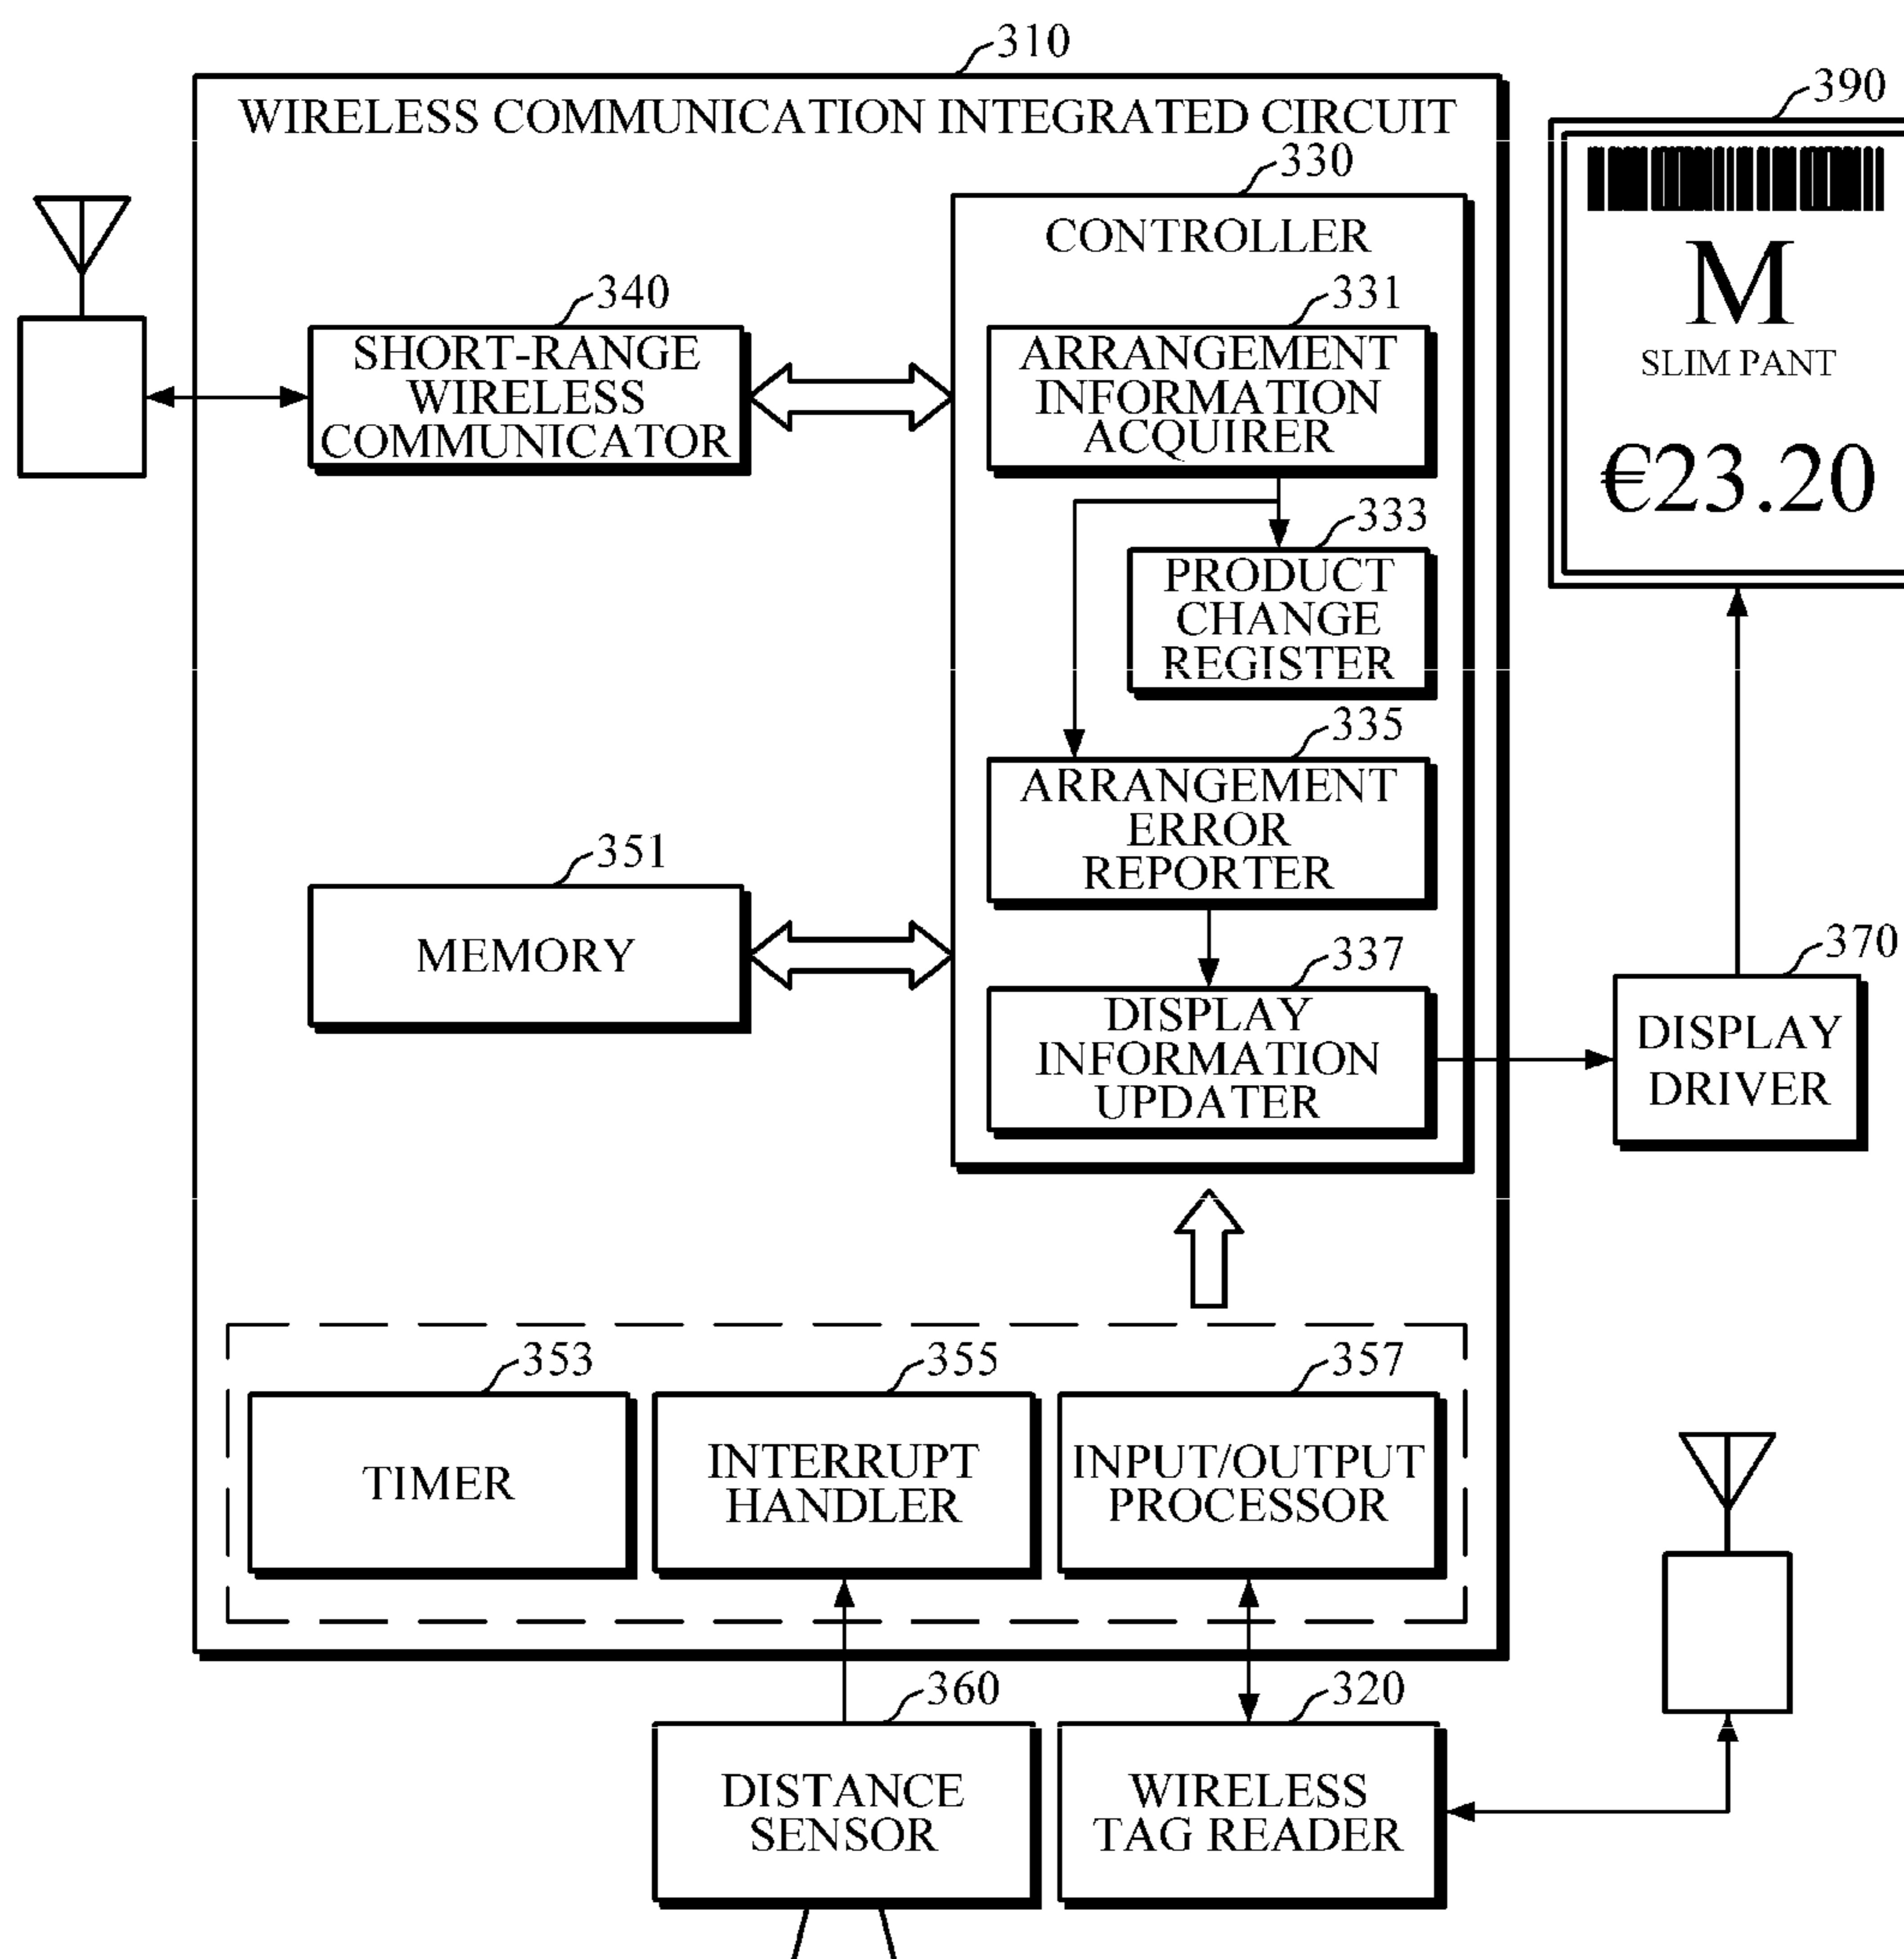 310
WIRELESS COMMUNICATION INTEGRATED CIRCUIT
390
330
CONTROLLER
M
SLIM PANT
€23.20
340
SHORT-RANGE
WIRELESS
COMMUNICATOR
331
ARRANGEMENT
INFORMATION
ACQUIRER
333
PRODUCT
CHANGE
REGISTER
335
ARRANGEMENT
ERROR
REPORTER
351
MEMORY
337
DISPLAY
INFORMATION
UPDATER
370
DISPLAY
DRIVER
353
TIMER
355
INTERRUPT
HANDLER
357
INPUT/OUTPUT
PROCESSOR
360
DISTANCE
SENSOR
320
WIRELESS
TAG READER